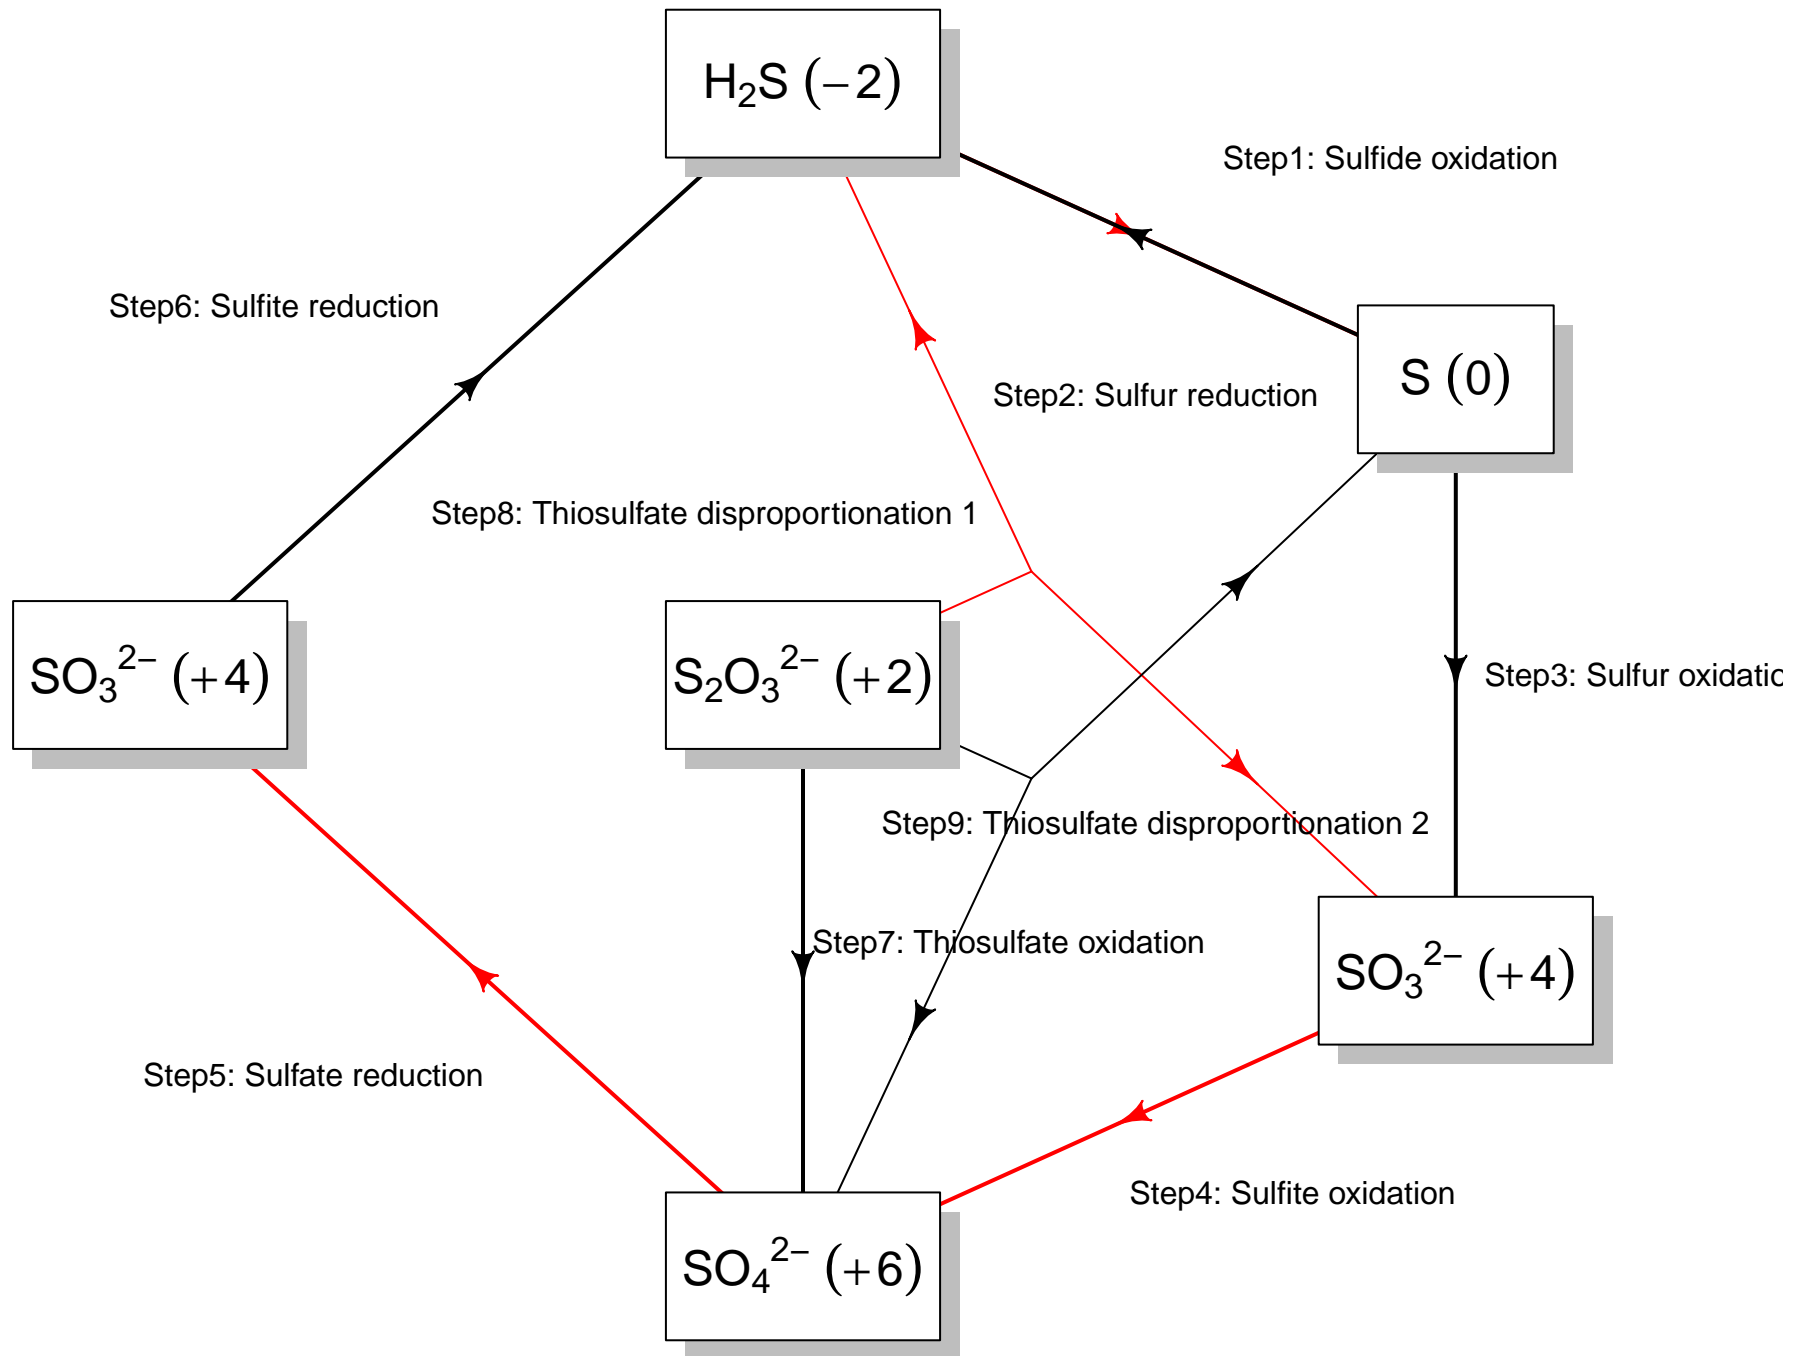 H₂S (−2)
Step1: Sulfide oxidation
Step6: Sulfite reduction
S (0)
Step2: Sulfur reduction
Step8: Thiosulfate disproportionation 1
SO₃²⁻ (+4)
S₂O₃²⁻ (+2)
Step3: Sulfur oxidatic
Step9: Thiosulfate disproportionation 2
Step7: Thiosulfate oxidation
SO₃²⁻ (+4)
Step5: Sulfate reduction
Step4: Sulfite oxidation
SO₄²⁻ (+6)